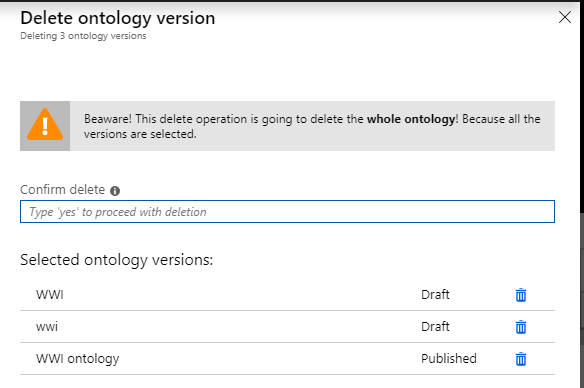 Delete ontology version
Deleting 3 ontology versions
Beaware! This delete operation is going to delete the whole ontology! Because all the
versions are selected.
Confirm delete
Type 'yes' to proceed with deletion
Selected ontology versions:
WWI Draft
wwi Draft
WWI ontology Published